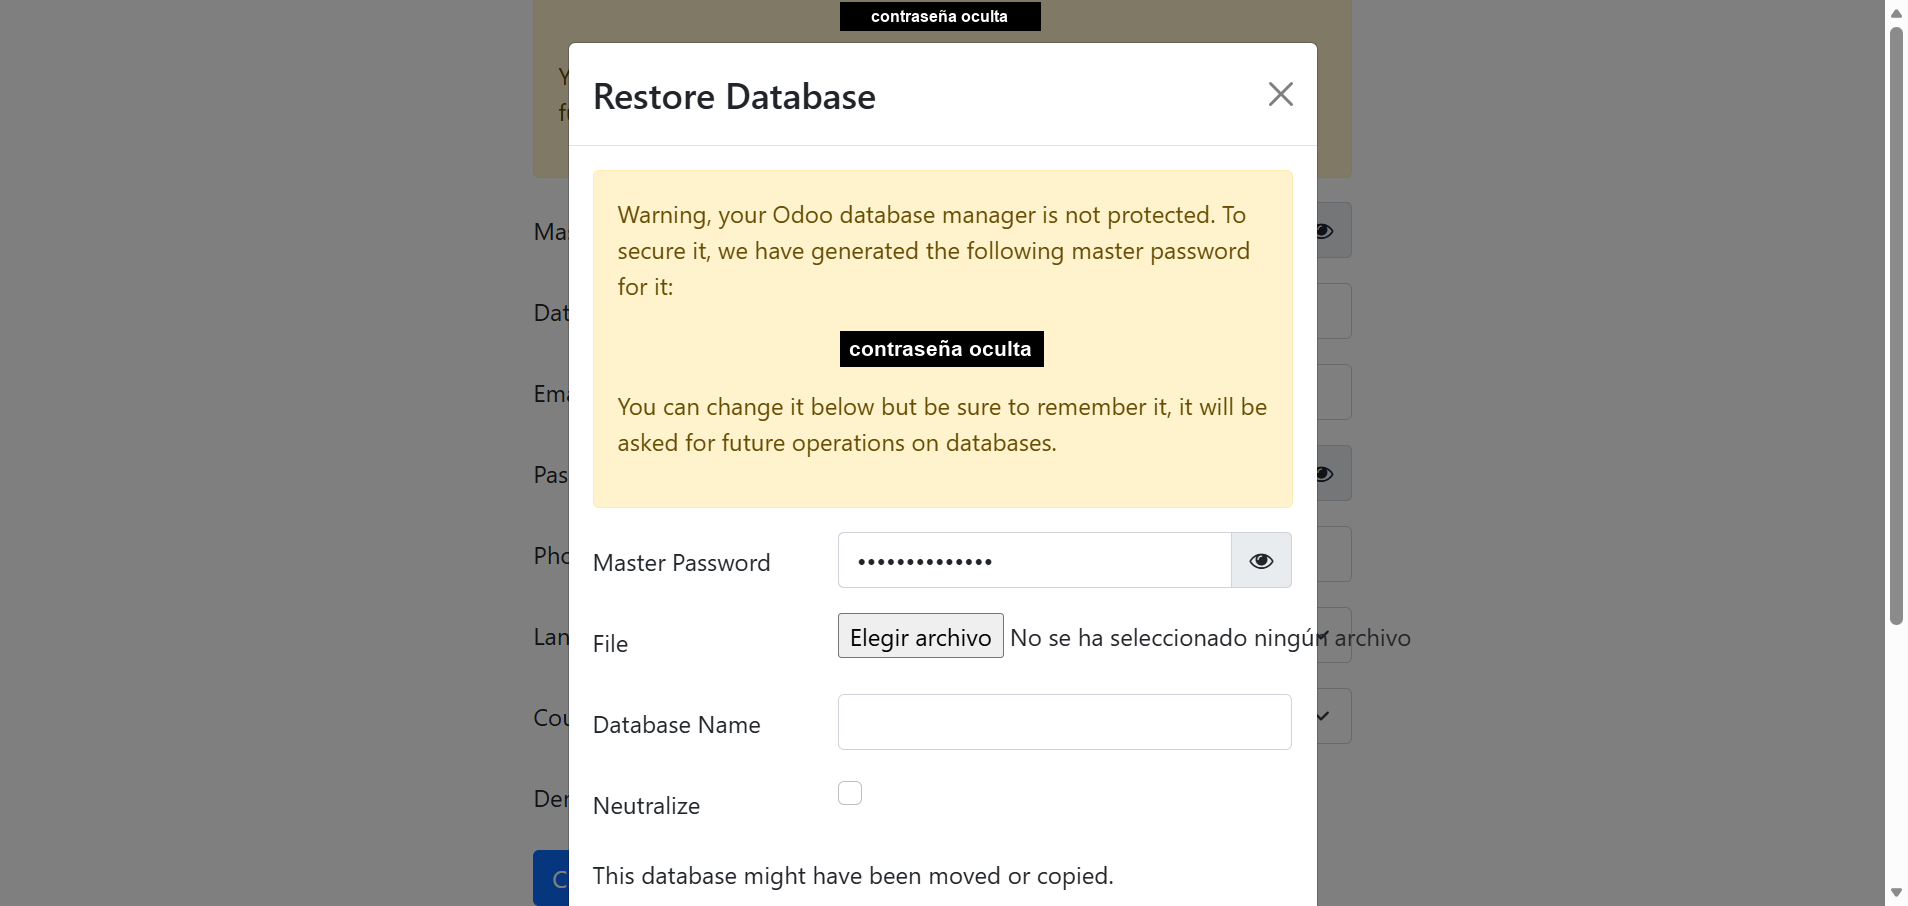 contraseña oculta
Restore Database
Warning, your Odoo database manager is not protected. To
secure it, we have generated the following master password
for it:
contraseña oculta
You can change it below but be sure to remember it, it will be
asked for future operations on databases.
Master Password
File
Elegir archivo No se ha seleccionado ningún archivo
Database Name
Neutralize
This database might have been moved or copied.